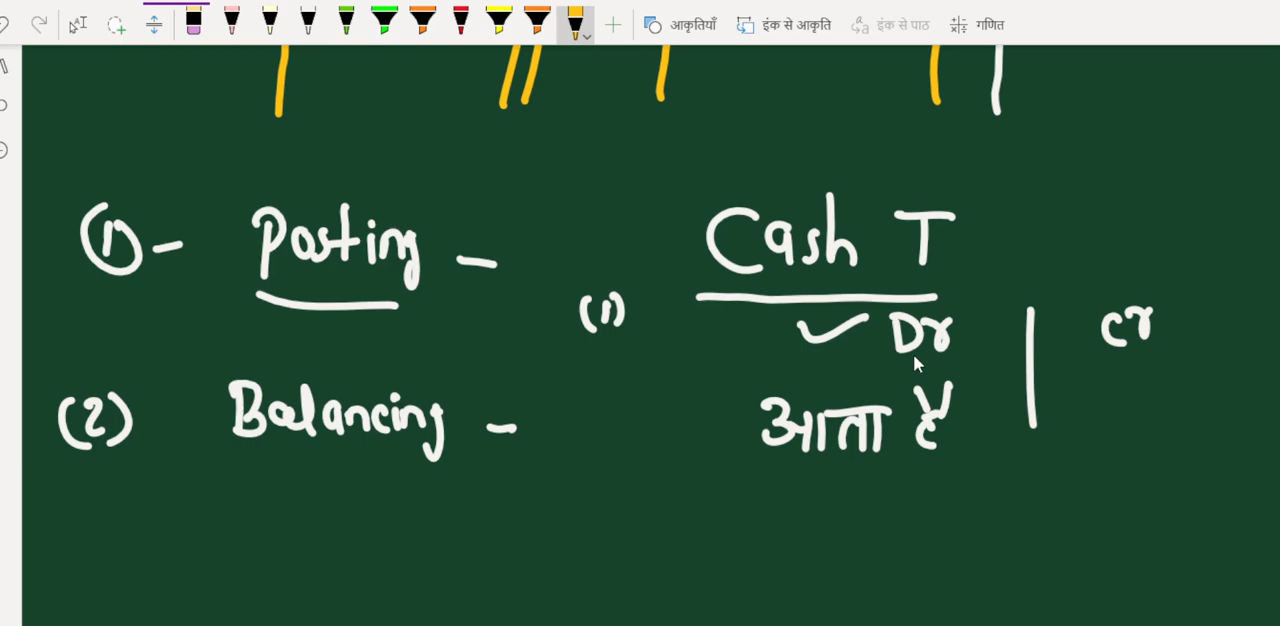 आकृतियाँ इंक से आकृति इंक से पाठ गणित
(1) - Posting - Cash T
(1) Dr Cr
(2) Balancing - आता है